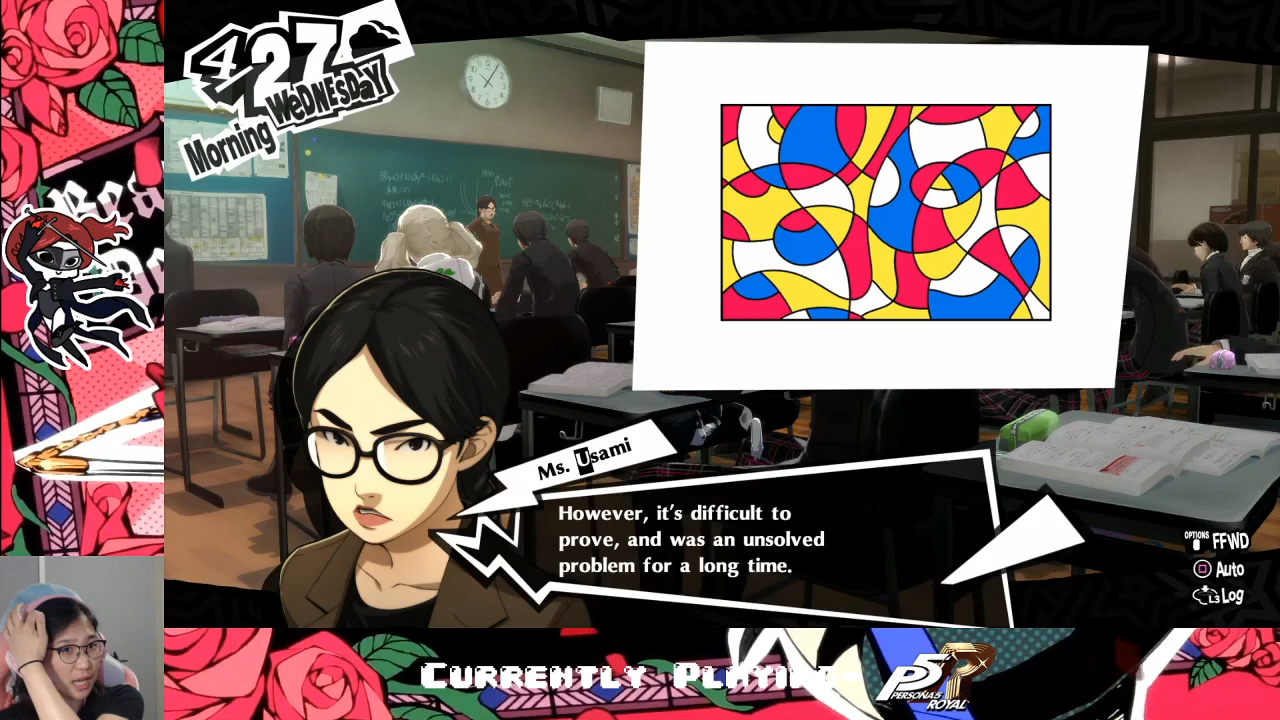 4/27
WEDNESDAY
Morning
Ms. Usami
However, it's difficult to
prove, and was an unsolved
problem for a long time.
OPTIONS FFWD
Auto
L3 Log
CURRENTLY PLAYING
P5R
PERSONA5
ROYAL